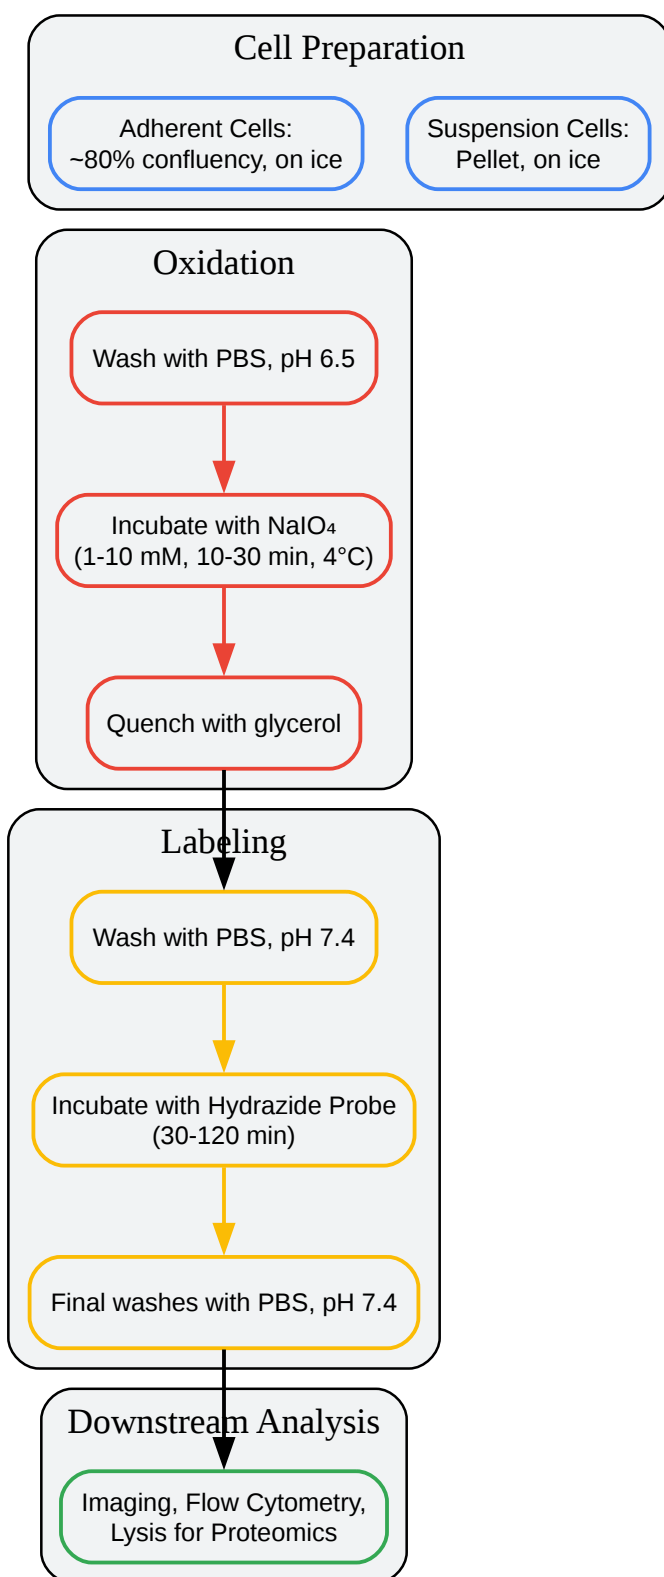 Cell Preparation
Adherent Cells:
~80% confluency, on ice
Suspension Cells:
Pellet, on ice
Oxidation
Wash with PBS, pH 6.5
Incubate with NaIO₄
(1-10 mM, 10-30 min, 4°C)
Quench with glycerol
Labeling
Wash with PBS, pH 7.4
Incubate with Hydrazide Probe
(30-120 min)
Final washes with PBS, pH 7.4
Downstream Analysis
Imaging, Flow Cytometry,
Lysis for Proteomics